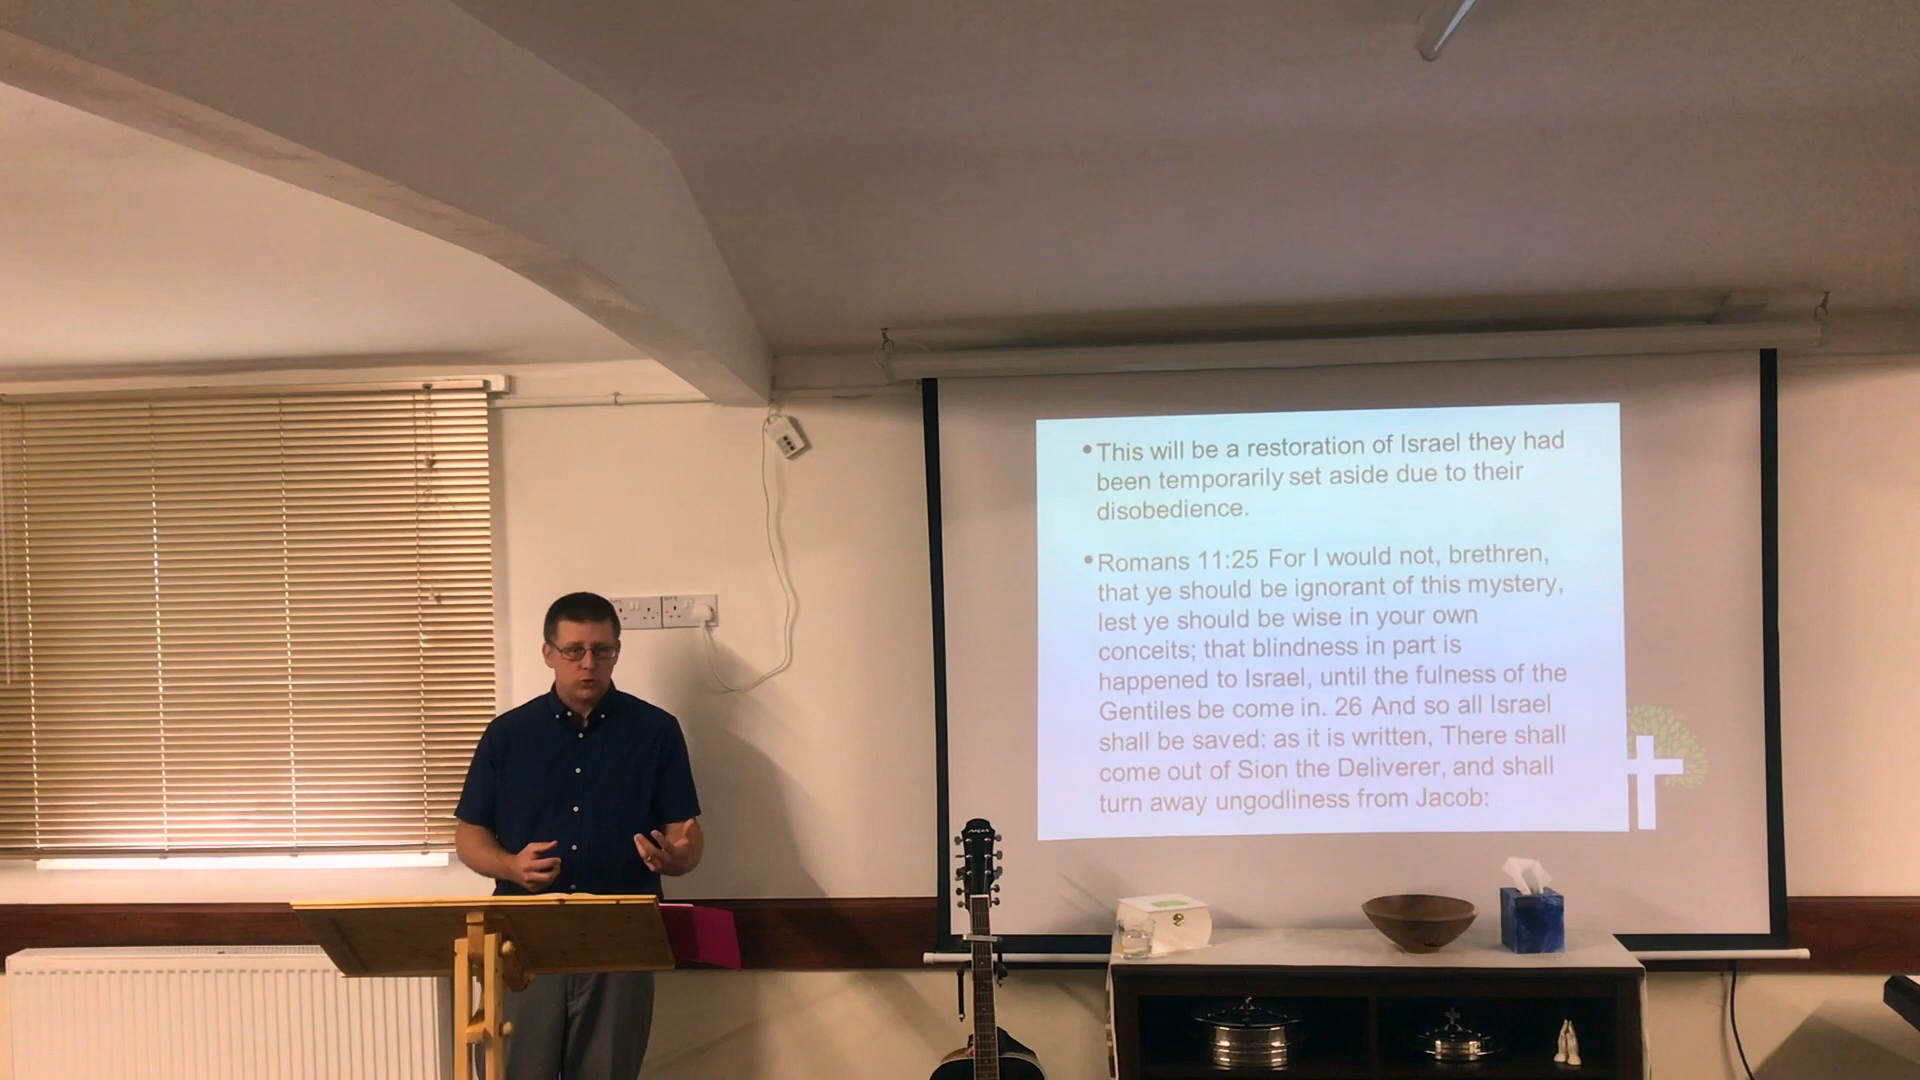 •This will be a restoration of Israel they had
been temporarily set aside due to their
disobedience.
•Romans 11:25 For I would not, brethren,
that ye should be ignorant of this mystery,
lest ye should be wise in your own
conceits; that blindness in part is
happened to Israel, until the fulness of the
Gentiles be come in. 26 And so all Israel
shall be saved: as it is written, There shall
come out of Sion the Deliverer, and shall
turn away ungodliness from Jacob: